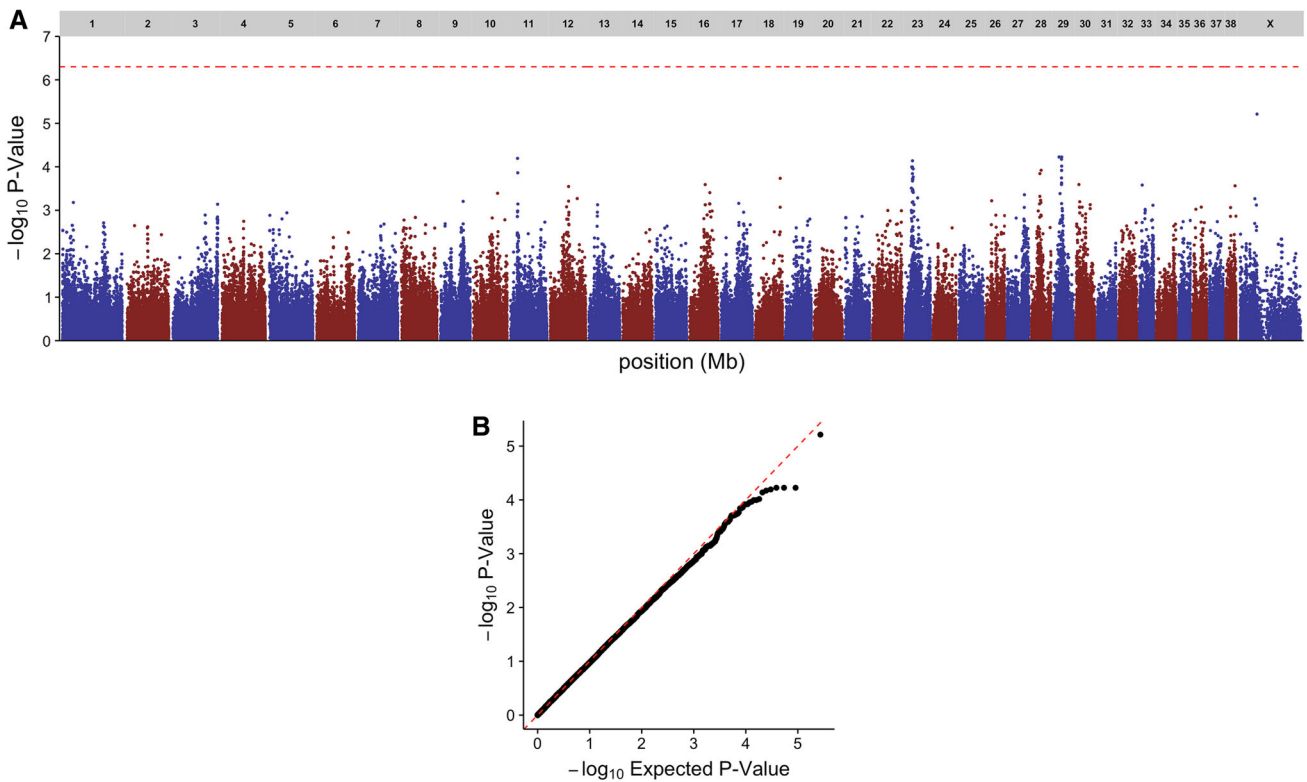 A
1 2 3 4 5 6 7 8 9 10 11 12 13 14 15 16 17 18 19 20 21 22 23 24 25 26 27 28 29 30 31 32 33 34 35 36 37 38 X
7
6
5
4
3
2
1
0
−log10 P-Value
position (Mb)
B
5
4
3
2
1
0
−log10 P-Value
0 1 2 3 4 5
−log10 Expected P-Value